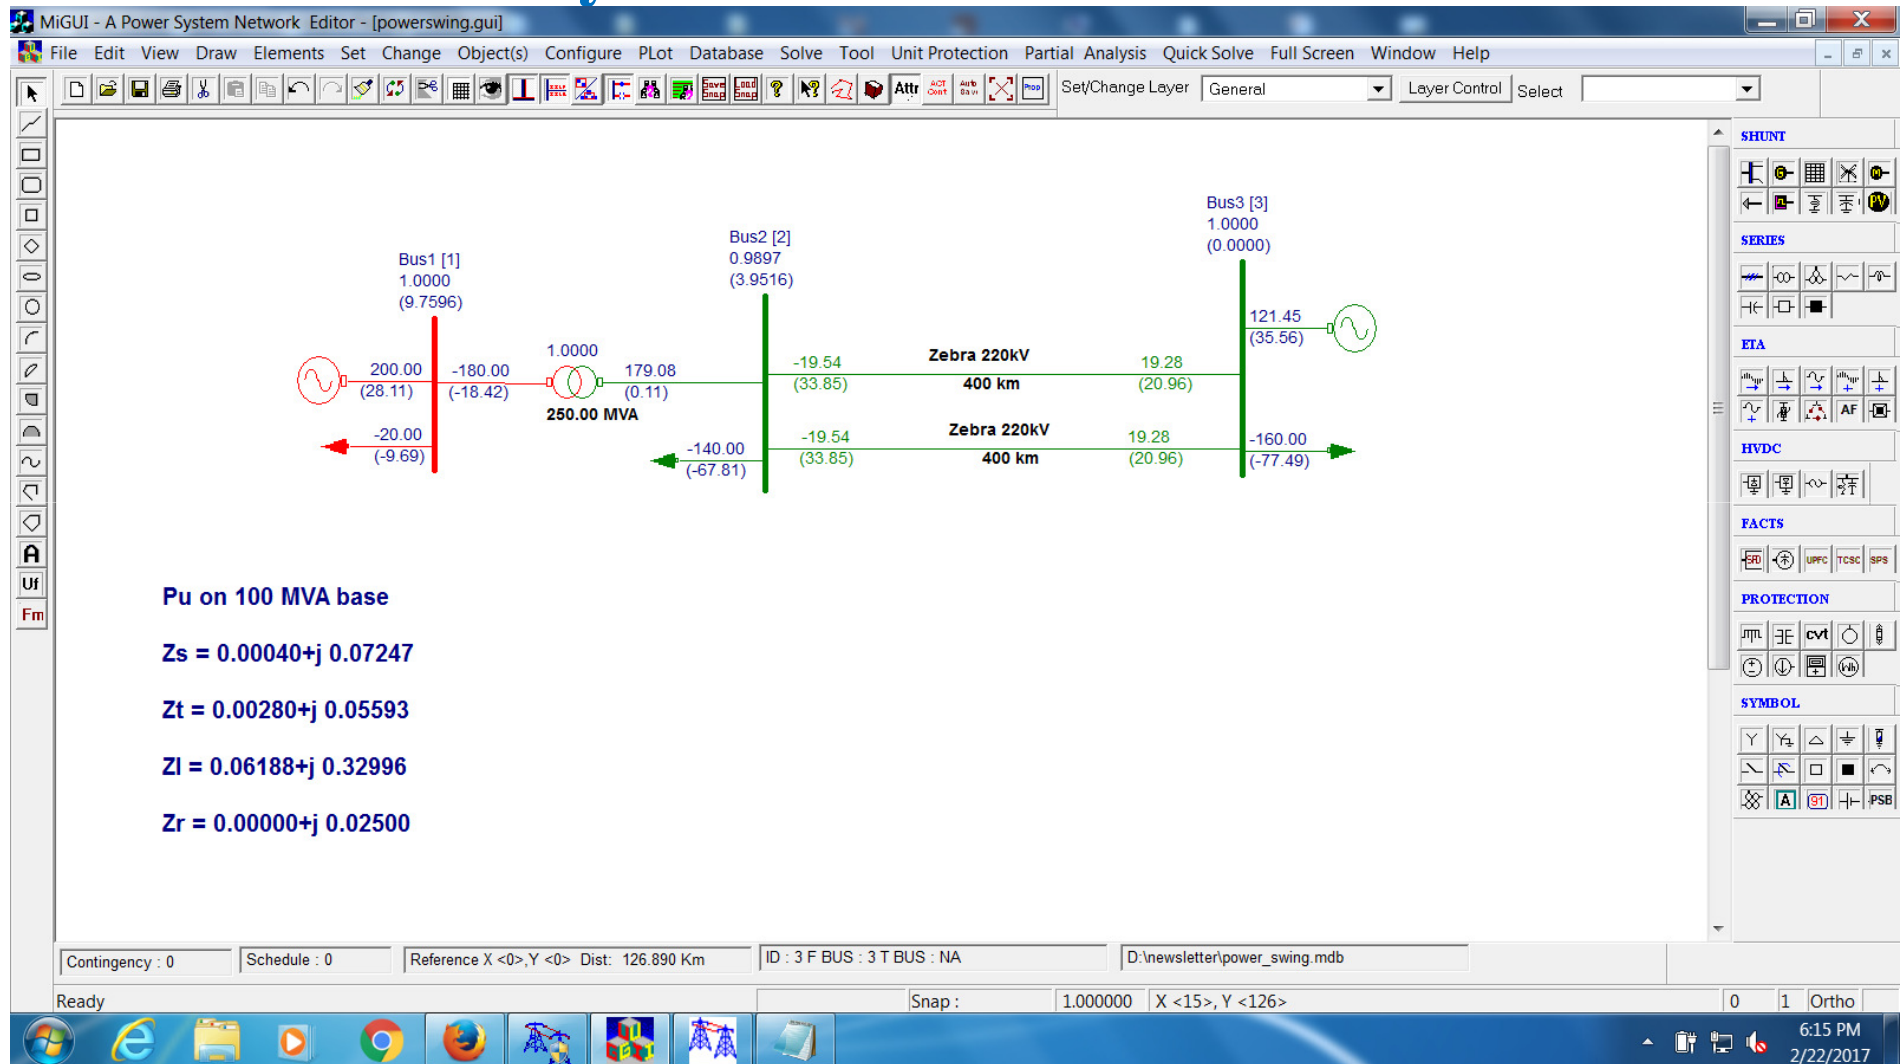 MiGUI - A Power System Network Editor - [powerswing.gui]
File Edit View Draw Elements Set Change Object(s) Configure PLot Database Solve Tool Unit Protection Partial Analysis Quick Solve Full Screen Window Help
Attr Set/Change Layer General Layer Control Select
SHUNT
PV
SERIES
ETA
AF
HVDC
FACTS
UPFC TCSC SPS
PROTECTION
cvt
SYMBOL
A 91 PSB
A
Uf
Fm
Bus1 [1]
1.0000
(9.7596)
200.00
(28.11)
-180.00
(-18.42)
-20.00
(-9.69)
1.0000
250.00 MVA
179.08
(0.11)
Bus2 [2]
0.9897
(3.9516)
-140.00
(-67.81)
-19.54
(33.85)
Zebra 220kV
400 km
19.28
(20.96)
-19.54
(33.85)
Zebra 220kV
400 km
19.28
(20.96)
Bus3 [3]
1.0000
(0.0000)
121.45
(35.56)
-160.00
(-77.49)
Pu on 100 MVA base
Zs = 0.00040+j 0.07247
Zt = 0.00280+j 0.05593
Zl = 0.06188+j 0.32996
Zr = 0.00000+j 0.02500
Contingency : 0 Schedule : 0 Reference X <0>,Y <0> Dist: 126.890 Km ID : 3 F BUS : 3 T BUS : NA D:\newsletter\power_swing.mdb
Ready Snap : 1.000000 X <15>, Y <126> 0 1 Ortho
6:15 PM
2/22/2017